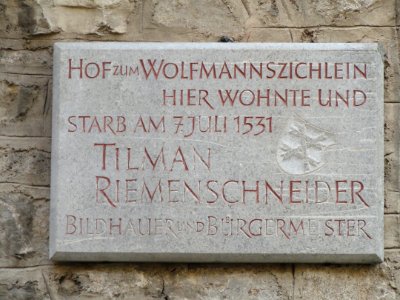 HOF ZUM WOLFMANNSZICHLEIN
HIER WOHNTE UND
STARB AM 7. JULI 1531
TILMAN
RIEMENSCHNEIDER
BILDHAUER UND BÜRGERMEISTER